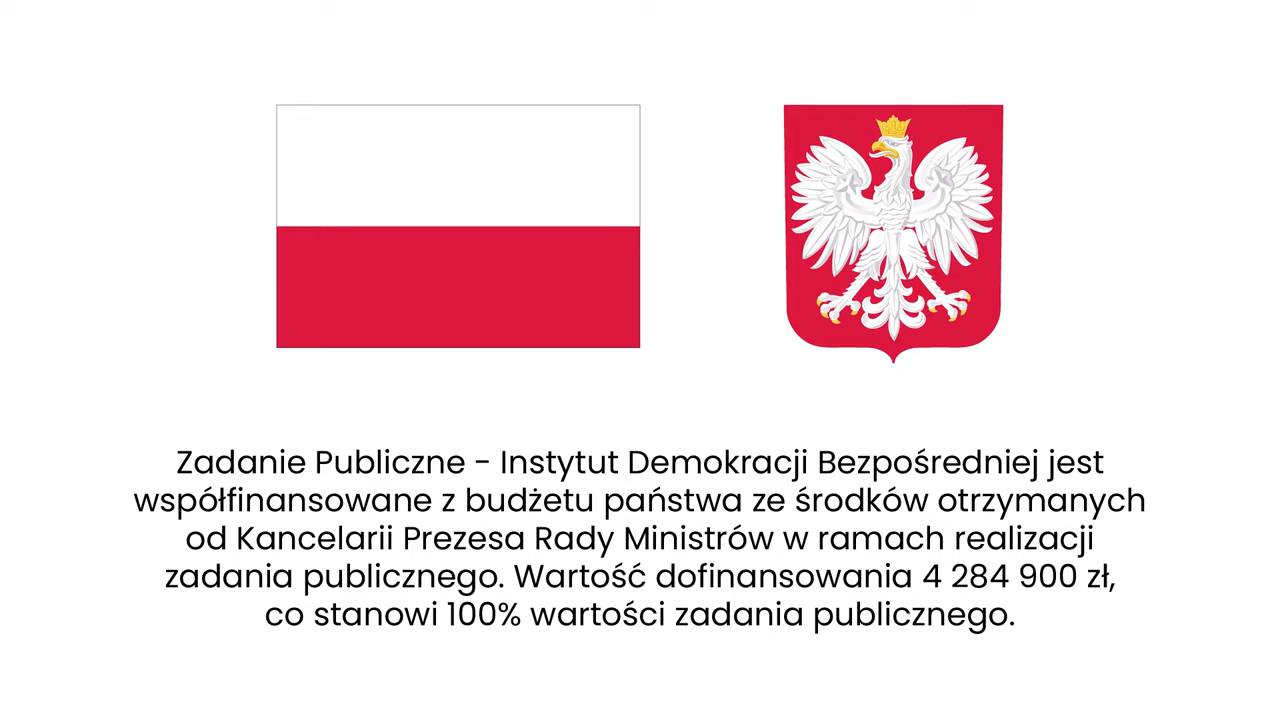 Zadanie Publiczne - Instytut Demokracji Bezpośredniej jest
współfinansowane z budżetu państwa ze środków otrzymanych
od Kancelarii Prezesa Rady Ministrów w ramach realizacji
zadania publicznego. Wartość dofinansowania 4 284 900 zł,
co stanowi 100% wartości zadania publicznego.